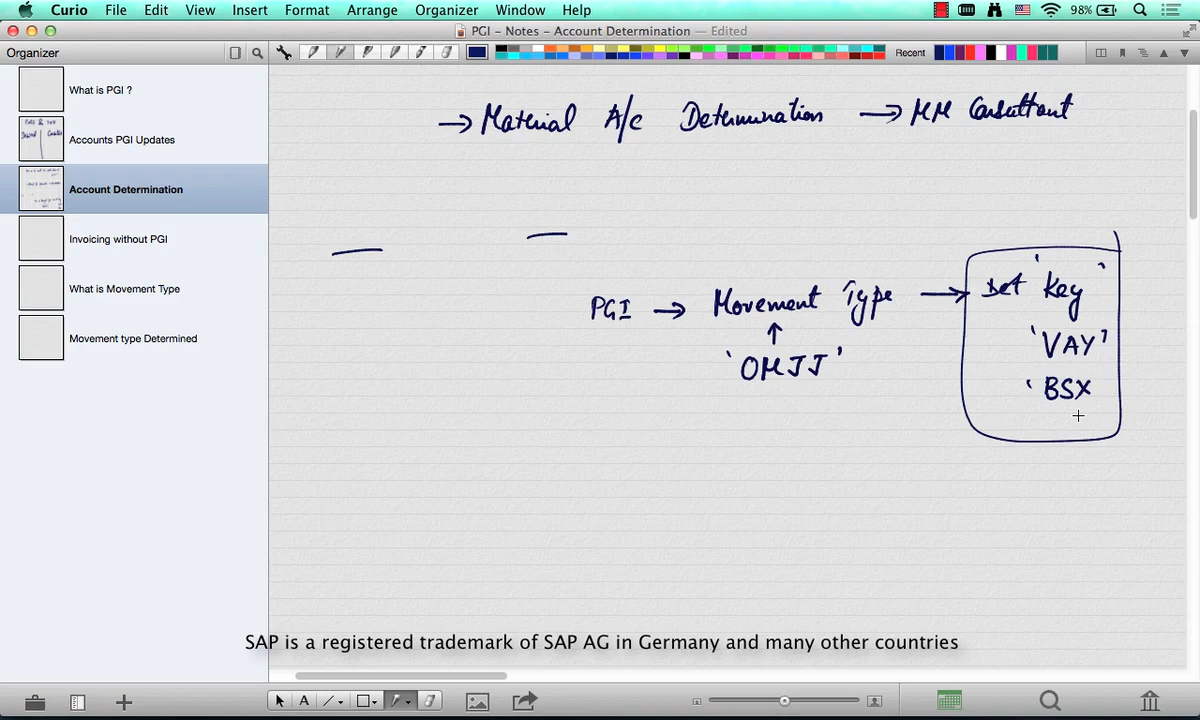 Curio File Edit View Insert Format Arrange Organizer Window Help 98%
PGI - Notes - Account Determination — Edited
Organizer
Recent
What is PGI ?
Accounts PGI Updates
Account Determination
Invoicing without PGI
What is Movement Type
Movement type Determined
→ Material A/c Determination → MM Consultant
PGI → Movement Type → Det 'Key'
↑
'OMJJ'
'VAY'
'BSX
SAP is a registered trademark of SAP AG in Germany and many other countries
A